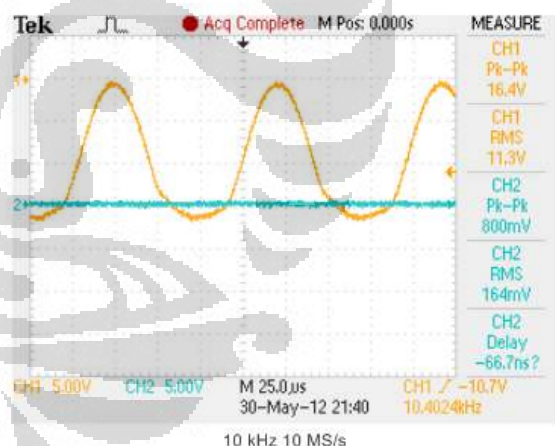 Tek Acq Complete M Pos: 0.000s MEASURE
CH1
Pk-Pk
16.4V
CH1
RMS
11.3V
CH2
Pk-Pk
800mV
CH2
RMS
164mV
CH2
Delay
-66.7ns?
1
2
CH1 5.00V CH2 5.00V M 25.0µs CH1 / -10.7V
30-May-12 21:40 10.4024kHz
10 kHz 10 MS/s